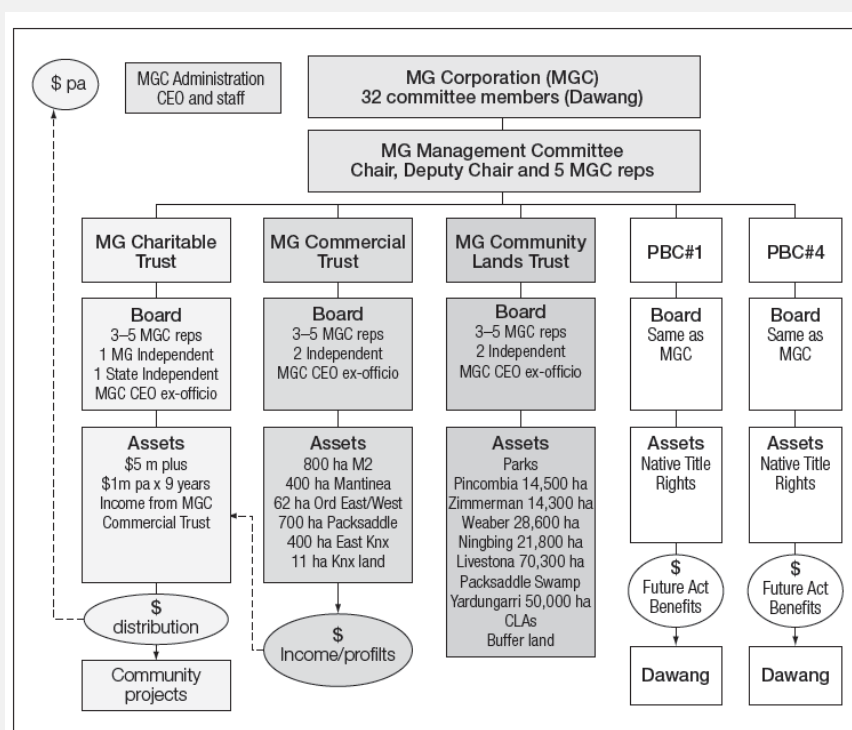 $ pa
MGC Administration
CEO and staff
MG Corporation (MGC)
32 committee members (Dawang)
MG Management Committee
Chair, Deputy Chair and 5 MGC reps
MG Charitable
Trust
MG Commercial
Trust
MG Community
Lands Trust
PBC#1
PBC#4
Board
3–5 MGC reps
1 MG Independent
1 State Independent
MGC CEO ex-officio
Board
3–5 MGC reps
2 Independent
MGC CEO ex-officio
Board
3–5 MGC reps
2 Independent
MGC CEO ex-officio
Board
Same as
MGC
Board
Same as
MGC
Assets
$5 m plus
$1m pa x 9 years
Income from MGC
Commercial Trust
Assets
800 ha M2
400 ha Mantinea
62 ha Ord East/West
700 ha Packsaddle
400 ha East Knx
11 ha Knx land
Assets
Parks
Pincombia 14,500 ha
Zimmerman 14,300 ha
Weaber 28,600 ha
Ningbing 21,800 ha
Livestona 70,300 ha
Packsaddle Swamp
Yardungarri 50,000 ha
CLAs
Buffer land
Assets
Native Title
Rights
Assets
Native Title
Rights
$
distribution
$
Income/profilts
$
Future Act
Benefits
$
Future Act
Benefits
Community
projects
Dawang
Dawang